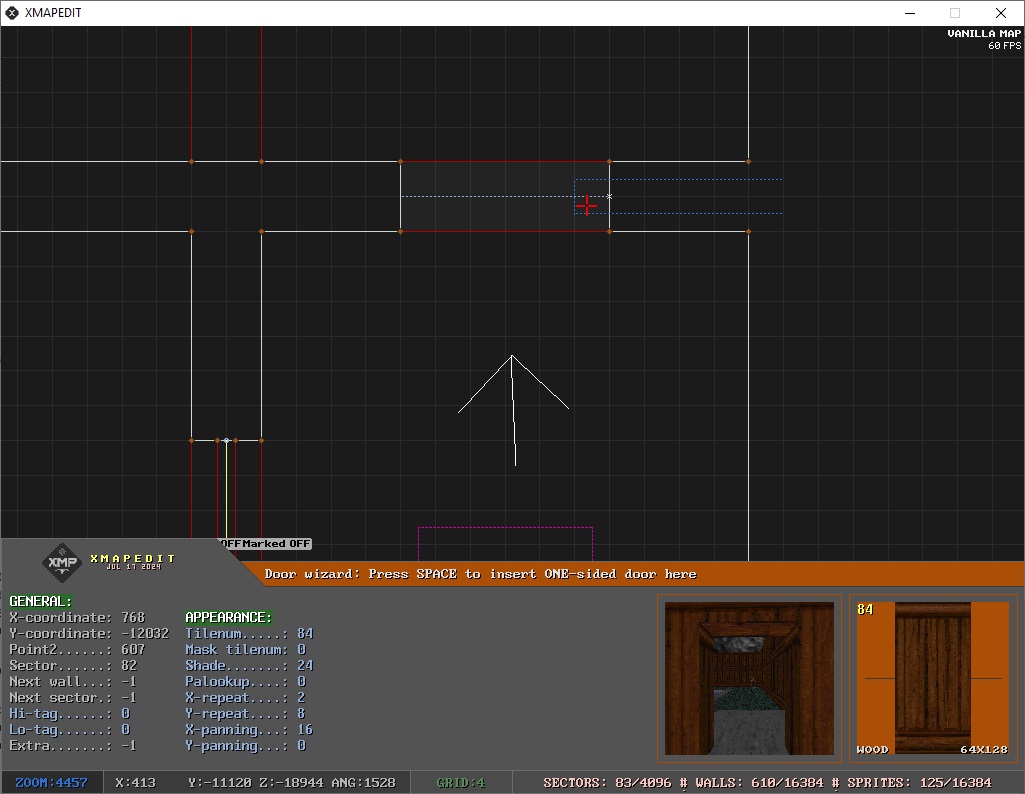 XMAPEDIT
VANILLA MAP
60 FPS
OFF Marked OFF
XMP
XMAPEDIT
JUL 17 2024
Door wizard: Press SPACE to insert ONE-sided door here
GENERAL:
X-coordinate: 768
Y-coordinate: -12032
Point2......: 607
Sector......: 82
Next wall...: -1
Next sector.: -1
Hi-tag......: 0
Lo-tag......: 0
Extra.......: -1
APPEARANCE:
Tilenum.....: 84
Mask tilenum: 0
Shade.......: 24
Palookup....: 0
X-repeat....: 2
Y-repeat....: 8
X-panning...: 16
Y-panning...: 0
84
WOOD 64X128
ZOOM:4457 X:413 Y:-11120 Z:-18944 ANG:1528 GRID:4 SECTORS: 83/4096 # WALLS: 610/16384 # SPRITES: 125/16384